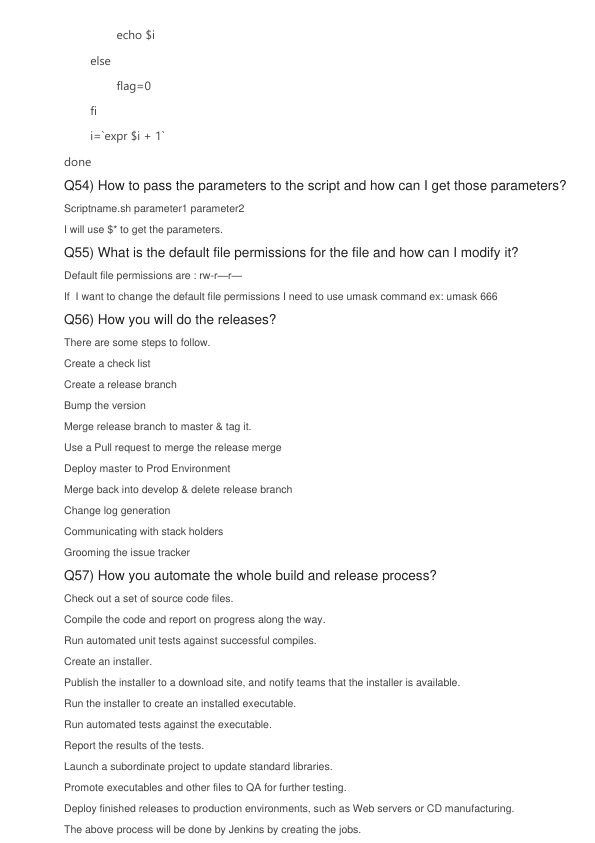 echo $i
else
flag=0
fi
i=`expr $i + 1`
done
Q54) How to pass the parameters to the script and how can I get those parameters?
Scriptname.sh parameter1 parameter2
I will use $* to get the parameters.
Q55) What is the default file permissions for the file and how can I modify it?
Default file permissions are : rw-r—r—
If  I want to change the default file permissions I need to use umask command ex: umask 666
Q56) How you will do the releases?
There are some steps to follow.
Create a check list
Create a release branch
Bump the version
Merge release branch to master & tag it.
Use a Pull request to merge the release merge
Deploy master to Prod Environment
Merge back into develop & delete release branch
Change log generation
Communicating with stack holders
Grooming the issue tracker
Q57) How you automate the whole build and release process?
Check out a set of source code files.
Compile the code and report on progress along the way.
Run automated unit tests against successful compiles.
Create an installer.
Publish the installer to a download site, and notify teams that the installer is available.
Run the installer to create an installed executable.
Run automated tests against the executable.
Report the results of the tests.
Launch a subordinate project to update standard libraries.
Promote executables and other files to QA for further testing.
Deploy finished releases to production environments, such as Web servers or CD manufacturing.
The above process will be done by Jenkins by creating the jobs.